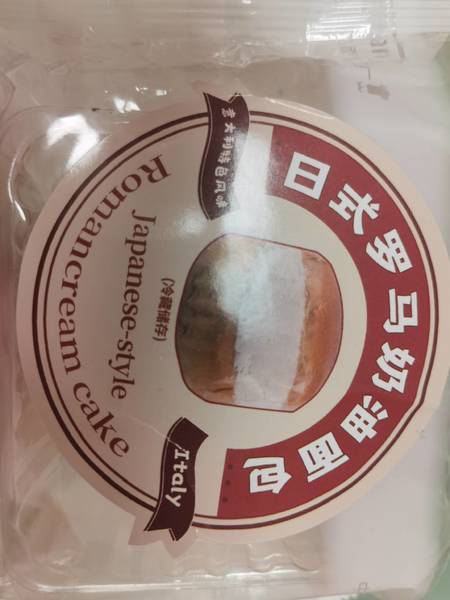 日本罗马奶油面包
意大利特色风味
Italy
(冷藏储存)
Japanese-style
Romancream cake